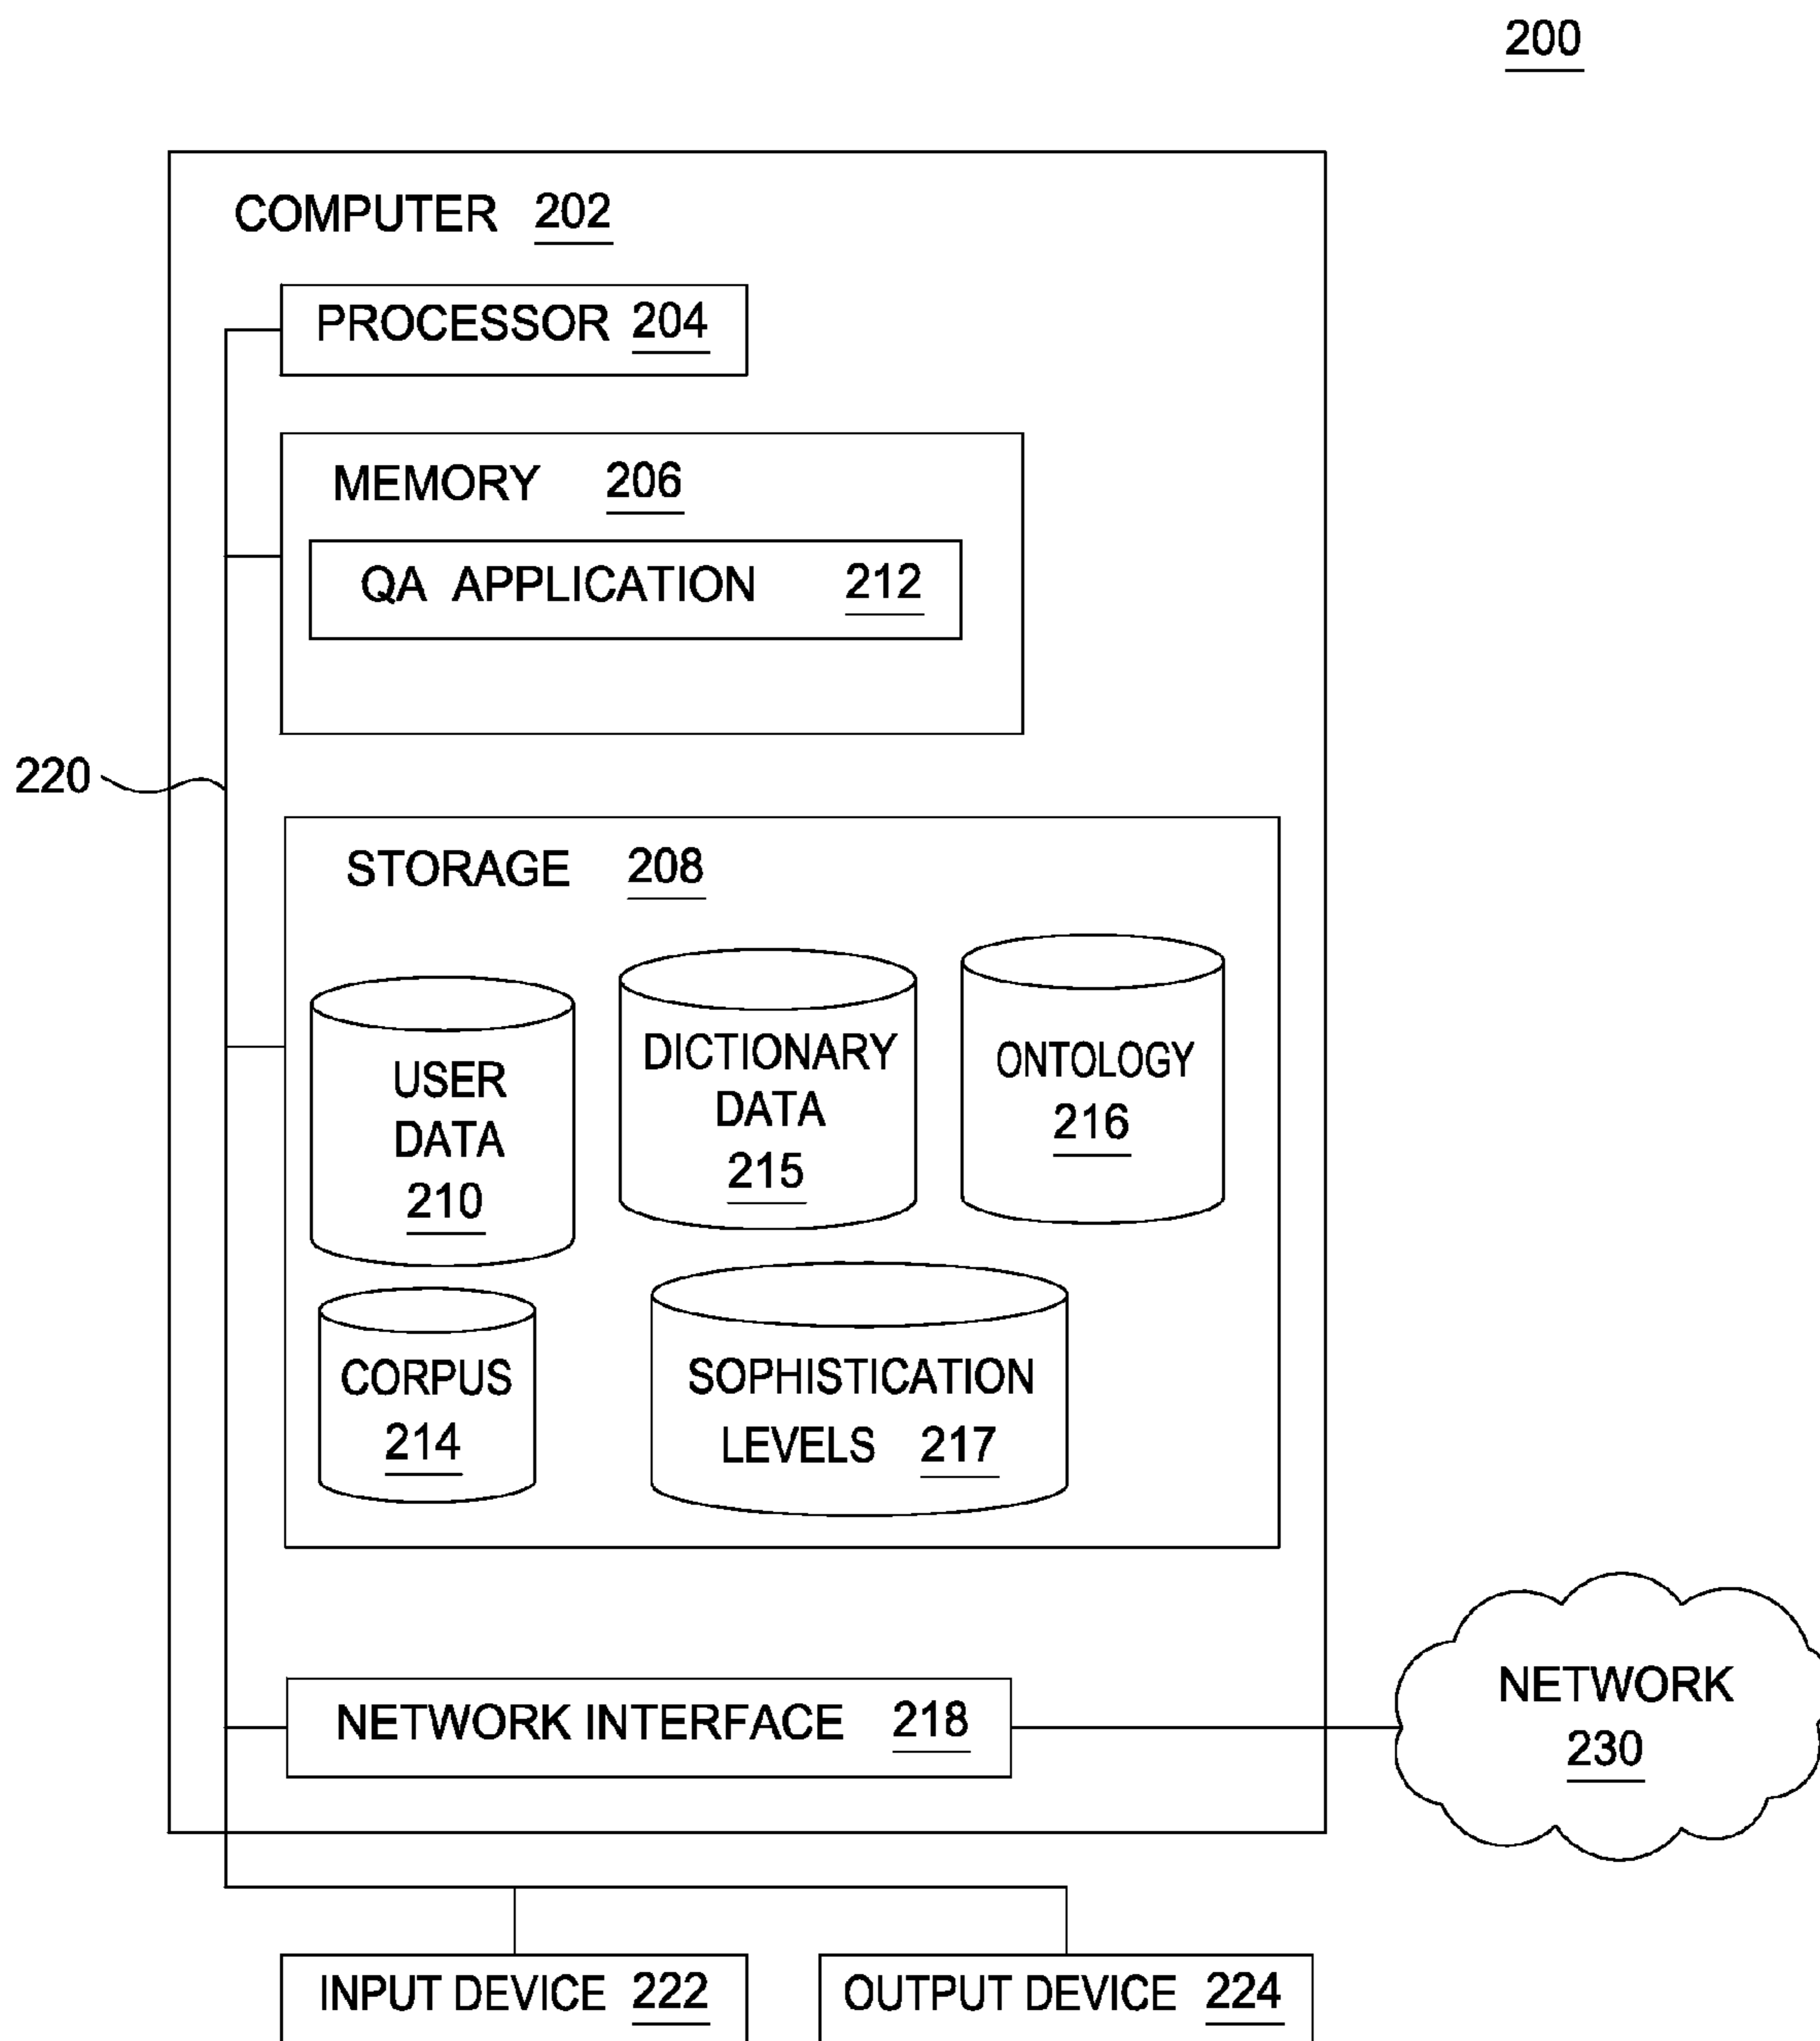 200
COMPUTER 202
PROCESSOR 204
MEMORY 206
QA APPLICATION 212
220
STORAGE 208
USER
DATA
210
DICTIONARY
DATA
215
ONTOLOGY
216
CORPUS
214
SOPHISTICATION
LEVELS 217
NETWORK INTERFACE 218
NETWORK
230
INPUT DEVICE 222
OUTPUT DEVICE 224